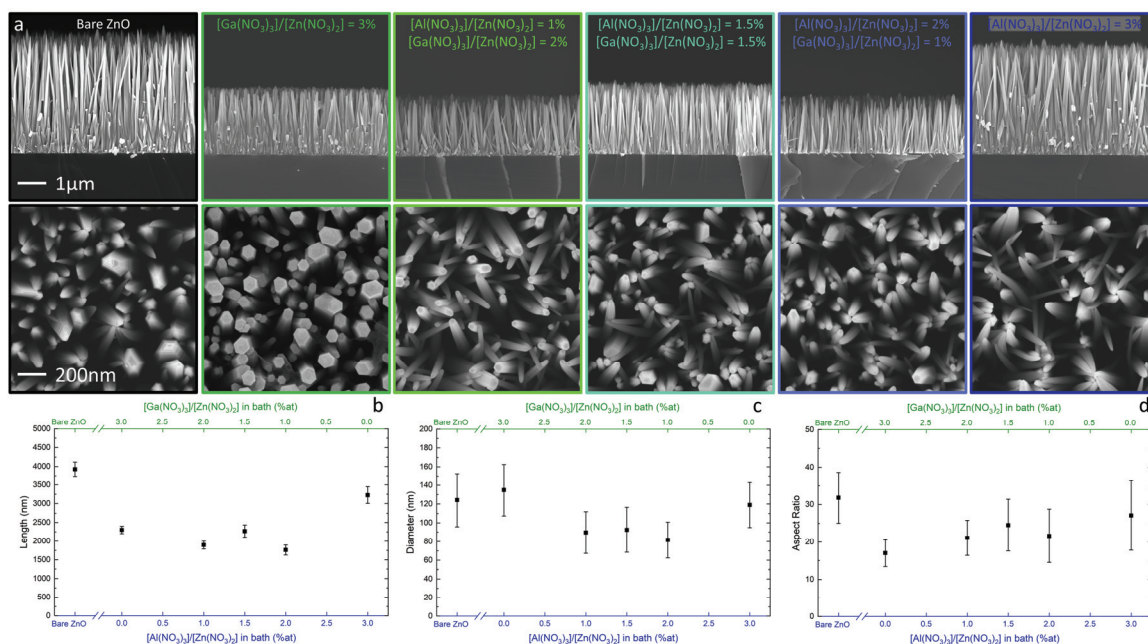 a
Bare ZnO
[Ga(NO₃)₃]/[Zn(NO₃)₂] = 3%
[Al(NO₃)₃]/[Zn(NO₃)₂] = 1%
[Ga(NO₃)₃]/[Zn(NO₃)₂] = 2%
[Al(NO₃)₃]/[Zn(NO₃)₂] = 1.5%
[Ga(NO₃)₃]/[Zn(NO₃)₂] = 1.5%
[Al(NO₃)₃]/[Zn(NO₃)₂] = 2%
[Ga(NO₃)₃]/[Zn(NO₃)₂] = 1%
[Al(NO₃)₃]/[Zn(NO₃)₂] = 3%
1μm
200nm
b
[Ga(NO₃)₃]/[Zn(NO₃)₂] in bath (%at)
Bare ZnO 3.0 2.5 2.0 1.5 1.0 0.5 0.0
5000
4500
4000
3500
3000
2500
2000
1500
1000
500
0
Length (nm)
Bare ZnO 0.0 0.5 1.0 1.5 2.0 2.5 3.0
[Al(NO₃)₃]/[Zn(NO₃)₂] in bath (%at)
c
[Ga(NO₃)₃]/[Zn(NO₃)₂] in bath (%at)
Bare ZnO 3.0 2.5 2.0 1.5 1.0 0.5 0.0
200
180
160
140
120
100
80
60
40
20
0
Diameter (nm)
Bare ZnO 0.0 0.5 1.0 1.5 2.0 2.5 3.0
[Al(NO₃)₃]/[Zn(NO₃)₂] in bath (%at)
d
[Ga(NO₃)₃]/[Zn(NO₃)₂] in bath (%at)
Bare ZnO 3.0 2.5 2.0 1.5 1.0 0.5 0.0
50
40
30
20
10
0
Aspect Ratio
Bare ZnO 0.0 0.5 1.0 1.5 2.0 2.5 3.0
[Al(NO₃)₃]/[Zn(NO₃)₂] in bath (%at)